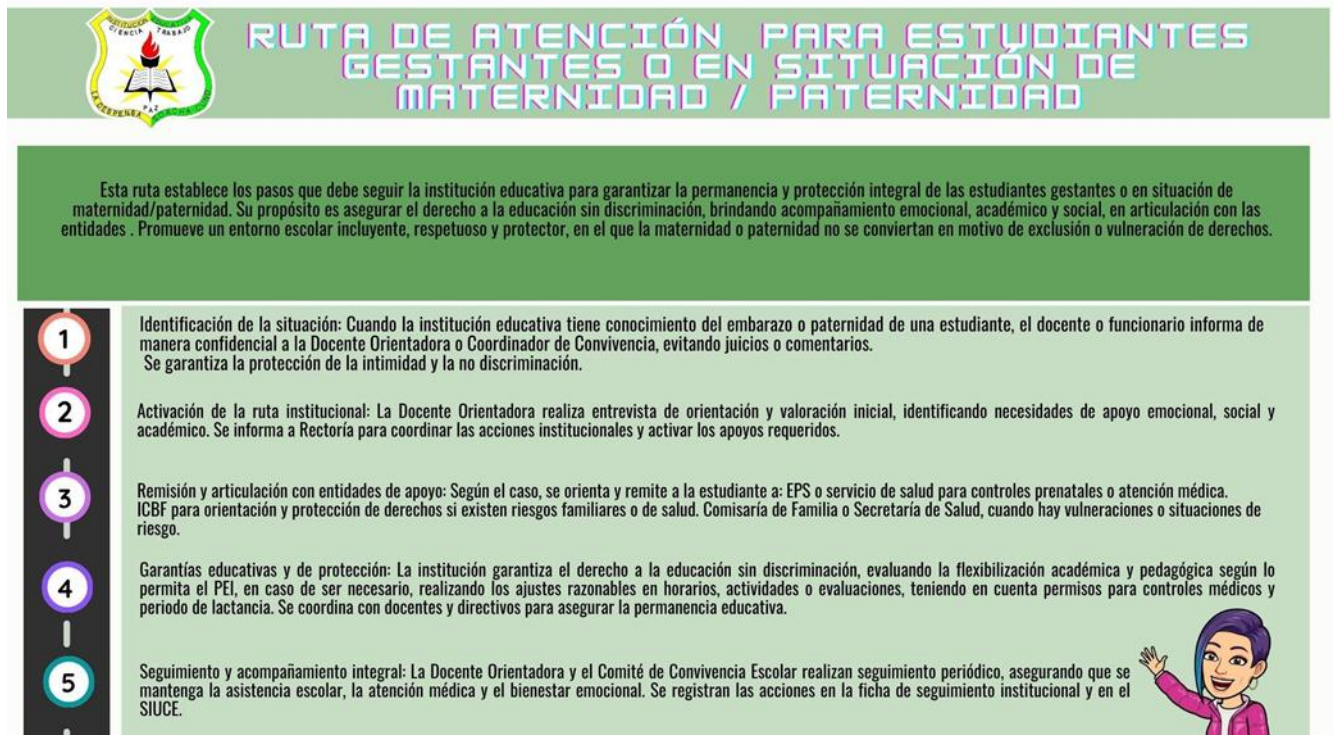 INSTITUCION EDUCATIVA
CIENCIA TRABAJO
PAZ
LA DESPENSA SOACHA-CUND
RUTA DE ATENCIÓN PARA ESTUDIANTES
GESTANTES O EN SITUACIÓN DE
MATERNIDAD / PATERNIDAD
Esta ruta establece los pasos que debe seguir la institución educativa para garantizar la permanencia y protección integral de las estudiantes gestantes o en situación de
maternidad/paternidad. Su propósito es asegurar el derecho a la educación sin discriminación, brindando acompañamiento emocional, académico y social, en articulación con las
entidades . Promueve un entorno escolar incluyente, respetuoso y protector, en el que la maternidad o paternidad no se conviertan en motivo de exclusión o vulneración de derechos.
1
Identificación de la situación: Cuando la institución educativa tiene conocimiento del embarazo o paternidad de una estudiante, el docente o funcionario informa de
manera confidencial a la Docente Orientadora o Coordinador de Convivencia, evitando juicios o comentarios.
Se garantiza la protección de la intimidad y la no discriminación.
2
Activación de la ruta institucional: La Docente Orientadora realiza entrevista de orientación y valoración inicial, identificando necesidades de apoyo emocional, social y
académico. Se informa a Rectoría para coordinar las acciones institucionales y activar los apoyos requeridos.
3
Remisión y articulación con entidades de apoyo: Según el caso, se orienta y remite a la estudiante a: EPS o servicio de salud para controles prenatales o atención médica.
ICBF para orientación y protección de derechos si existen riesgos familiares o de salud. Comisaría de Familia o Secretaría de Salud, cuando hay vulneraciones o situaciones de
riesgo.
4
Garantías educativas y de protección: La institución garantiza el derecho a la educación sin discriminación, evaluando la flexibilización académica y pedagógica según lo
permita el PEI, en caso de ser necesario, realizando los ajustes razonables en horarios, actividades o evaluaciones, teniendo en cuenta permisos para controles médicos y
periodo de lactancia. Se coordina con docentes y directivos para asegurar la permanencia educativa.
5
Seguimiento y acompañamiento integral: La Docente Orientadora y el Comité de Convivencia Escolar realizan seguimiento periódico, asegurando que se
mantenga la asistencia escolar, la atención médica y el bienestar emocional. Se registran las acciones en la ficha de seguimiento institucional y en el
SIUCE.